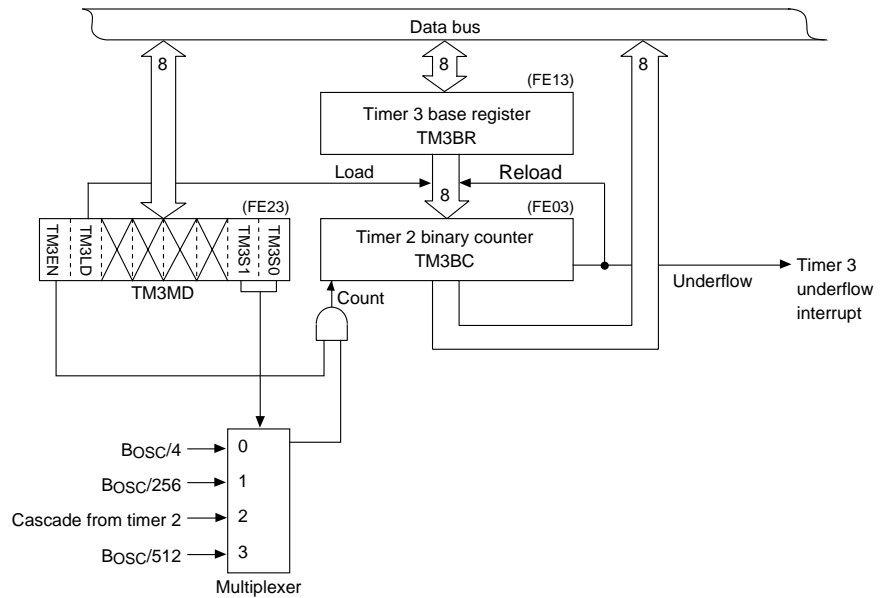 Data bus
8
8
8
(FE13)
Timer 3 base register
TM3BR
Load
Reload
8
(FE23)
(FE03)
TM3EN
TM3LD
TM3S1
TM3S0
TM3MD
Timer 2 binary counter
TM3BC
Count
Underflow
Timer 3
underflow
interrupt
BOSC/4
0
BOSC/256
1
Cascade from timer 2
2
BOSC/512
3
Multiplexer